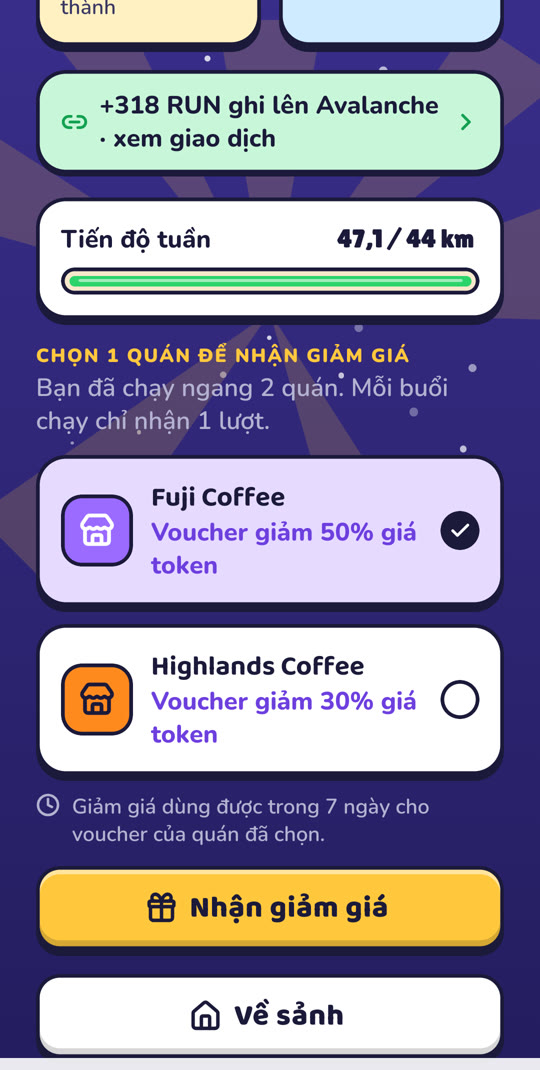 thành
+318 RUN ghi lên Avalanche
· xem giao dịch
Tiến độ tuần
47,1 / 44 km
CHỌN 1 QUÁN ĐỂ NHẬN GIẢM GIÁ
Bạn đã chạy ngang 2 quán. Mỗi buổi
chạy chỉ nhận 1 lượt.
Fuji Coffee
Voucher giảm 50% giá
token
Highlands Coffee
Voucher giảm 30% giá
token
Giảm giá dùng được trong 7 ngày cho
voucher của quán đã chọn.
Nhận giảm giá
Về sảnh